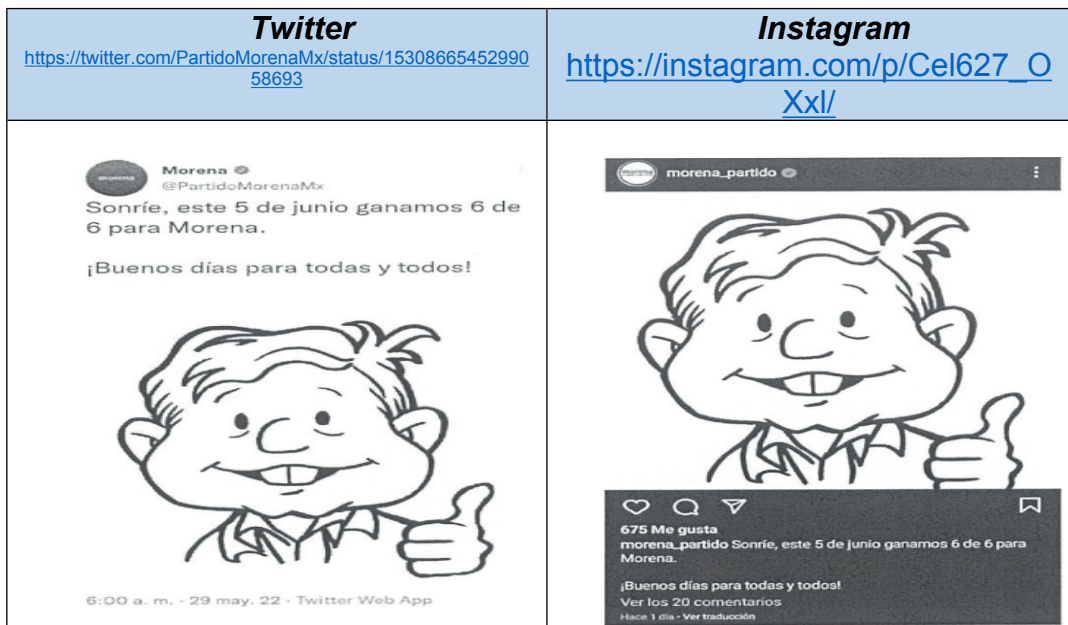 Twitter
https://twitter.com/PartidoMorenaMx/status/15308665452990
58693
morena
Morena
@PartidoMorenaMx
Sonríe, este 5 de junio ganamos 6 de
6 para Morena.
¡Buenos días para todas y todos!
6:00 a. m. · 29 may. 22 · Twitter Web App
Instagram
https://instagram.com/p/Cel627_O
Xxl/
morena
morena_partido
675 Me gusta
morena_partido Sonríe, este 5 de junio ganamos 6 de 6 para
Morena.
¡Buenos días para todas y todos!
Ver los 20 comentarios
Hace 1 día · Ver traducción